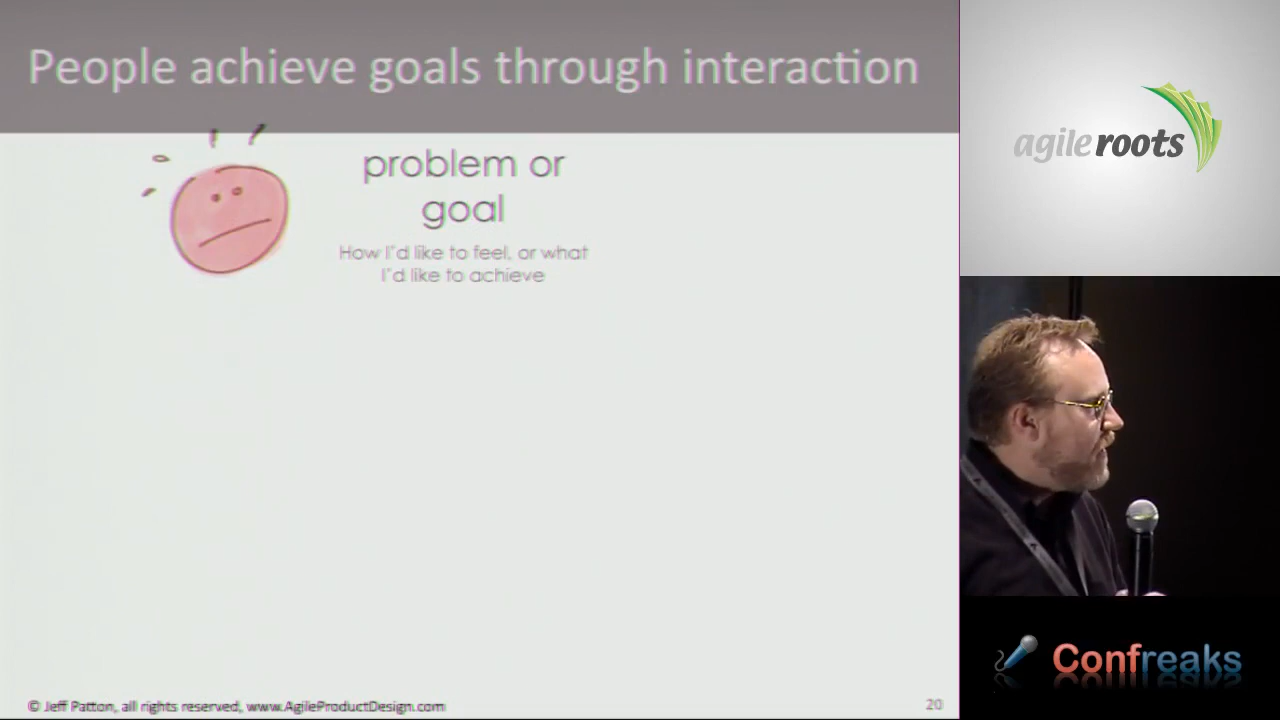 People achieve goals through interaction
problem or
goal
How I'd like to feel, or what
I'd like to achieve
© Jeff Patton, all rights reserved, www.AgileProductDesign.com
20
agile roots
Confreaks